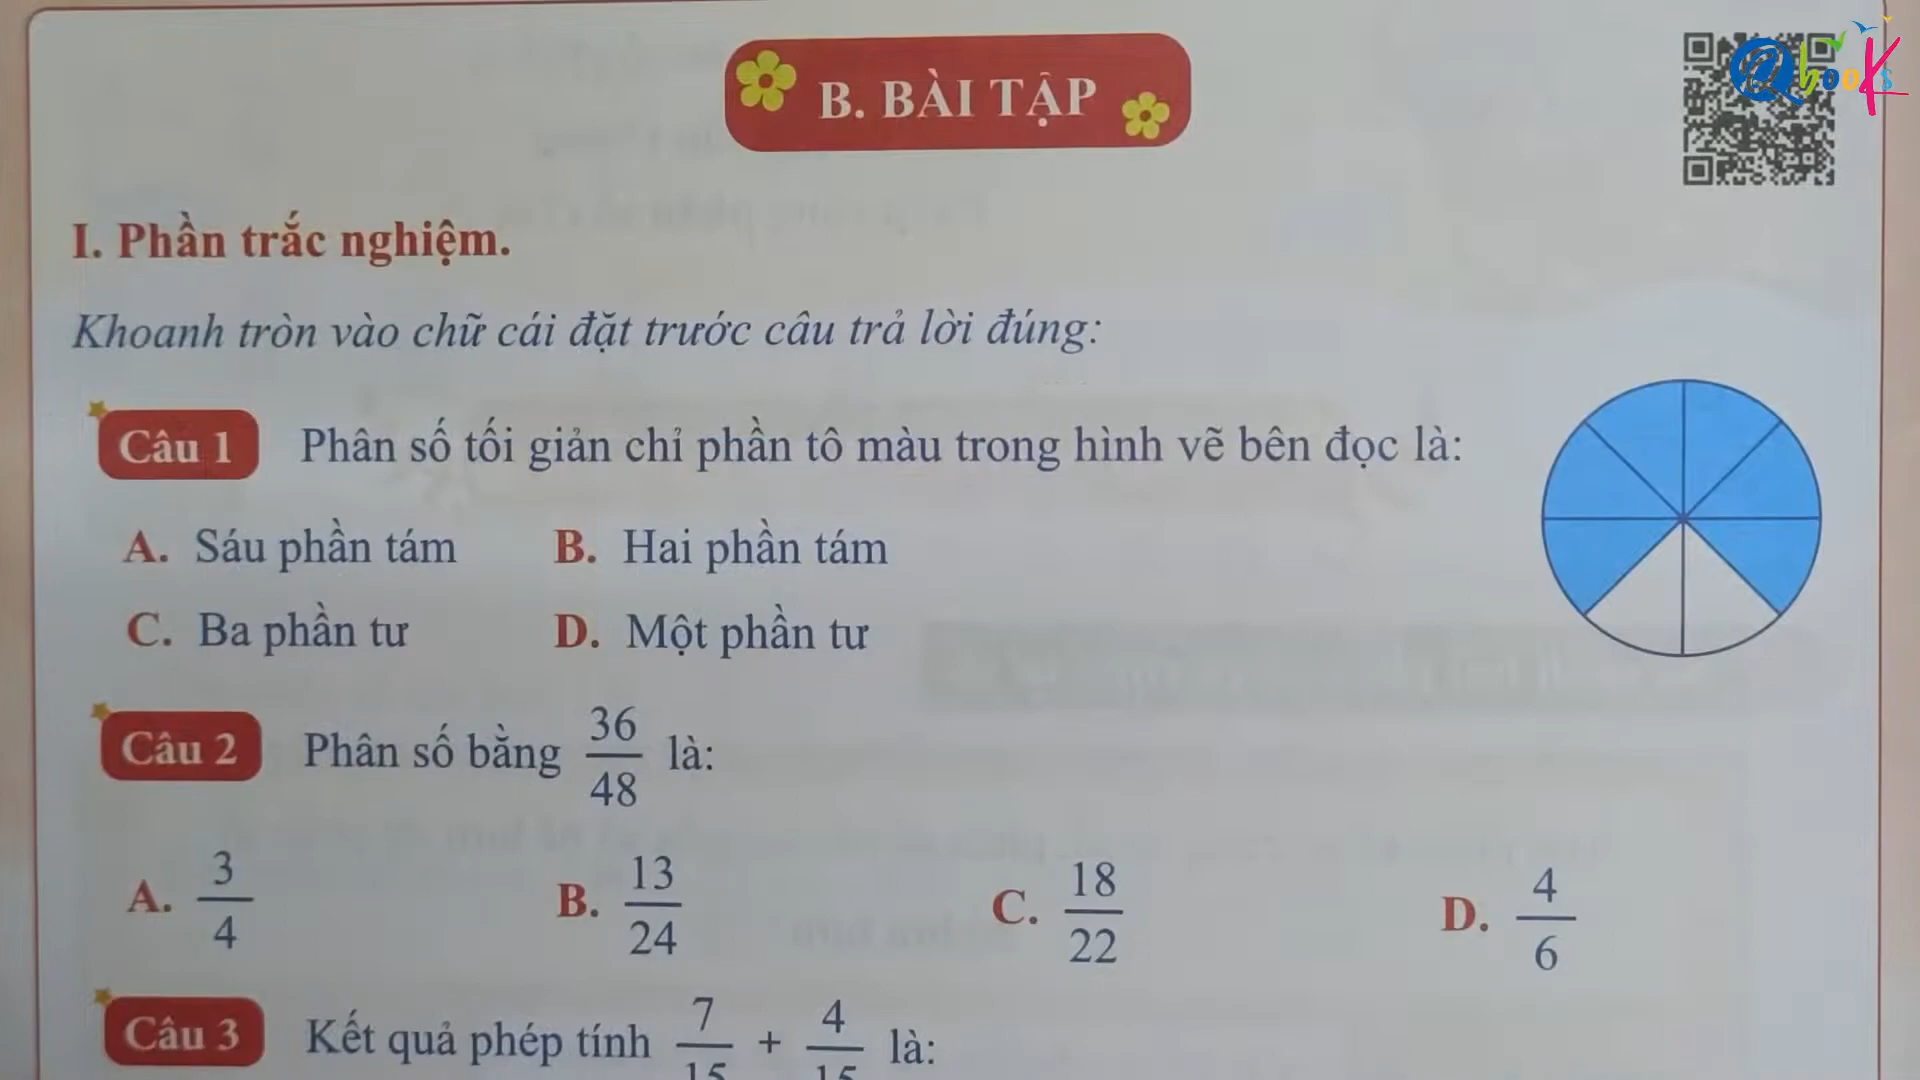 @books
B. BÀI TẬP
I. Phần trắc nghiệm.
Khoanh tròn vào chữ cái đặt trước câu trả lời đúng:
Câu 1 Phân số tối giản chỉ phần tô màu trong hình vẽ bên đọc là:
A. Sáu phần tám B. Hai phần tám
C. Ba phần tư D. Một phần tư
Câu 2 Phân số bằng 36/48 là:
A. 3/4 B. 13/24 C. 18/22 D. 4/6
Câu 3 Kết quả phép tính 7/15 + 4/15 là: